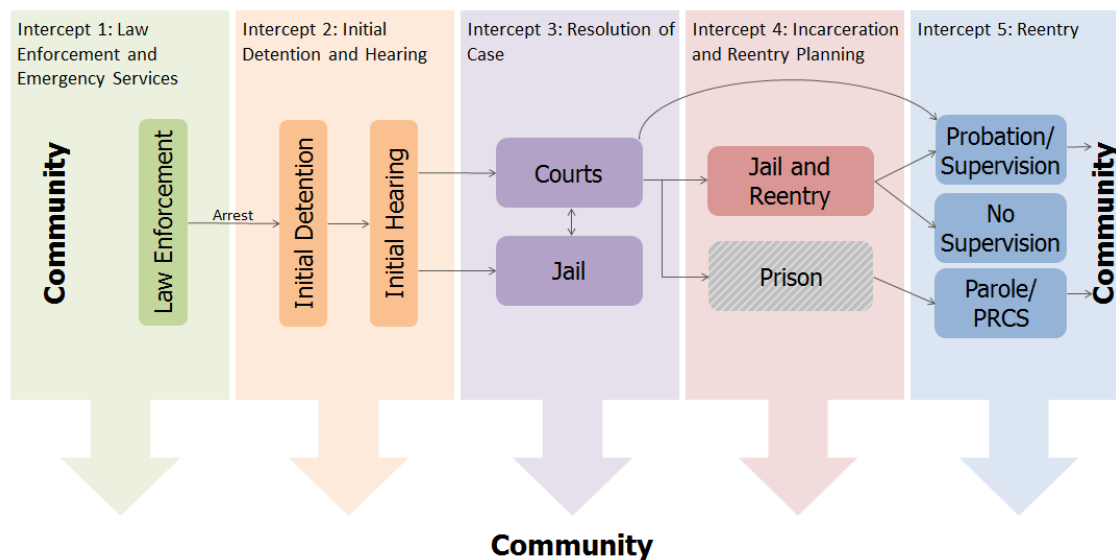 Intercept 1: Law
Enforcement and
Emergency Services
Intercept 2: Initial
Detention and Hearing
Intercept 3: Resolution of
Case
Intercept 4: Incarceration
and Reentry Planning
Intercept 5: Reentry
Community
Law Enforcement
Arrest
Initial Detention
Initial Hearing
Courts
Jail
Jail and
Reentry
Prison
Probation/
Supervision
No
Supervision
Parole/
PRCS
Community
Community